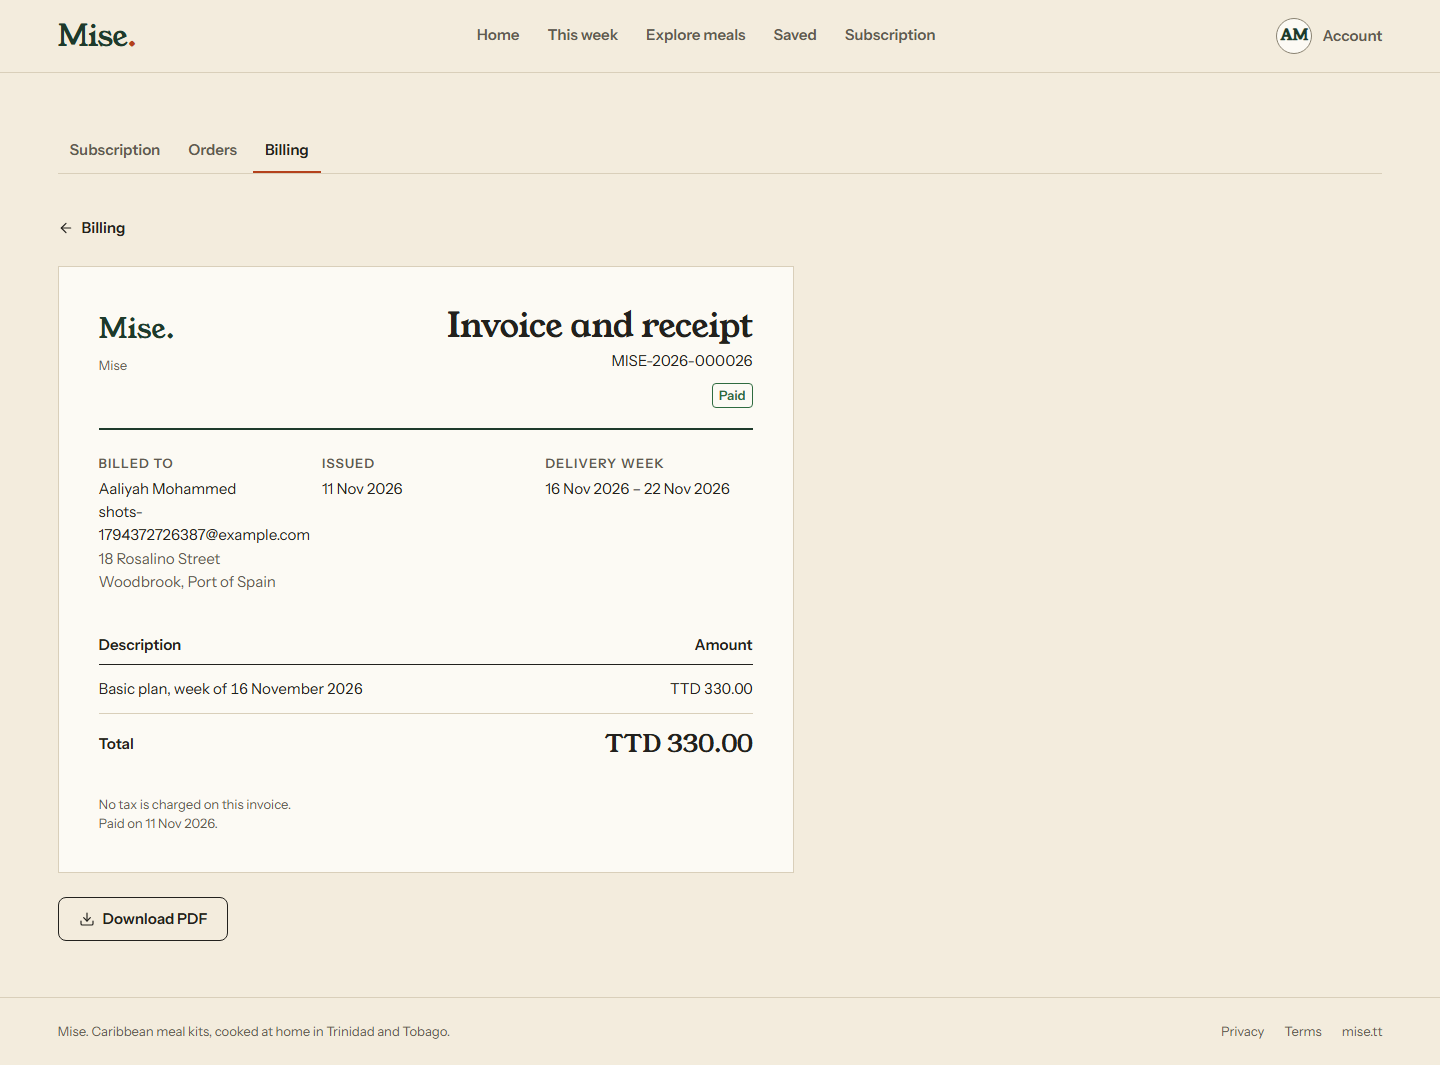 Mise.
Home
This week
Explore meals
Saved
Subscription
AM
Account
Subscription
Orders
Billing
Billing
Mise.
Mise
Invoice and receipt
MISE-2026-000026
Paid
BILLED TO
Aaliyah Mohammed
shots-
1794372726387@example.com
18 Rosalino Street
Woodbrook, Port of Spain
ISSUED
11 Nov 2026
DELIVERY WEEK
16 Nov 2026 – 22 Nov 2026
Description Amount
Basic plan, week of 16 November 2026 TTD 330.00
Total TTD 330.00
No tax is charged on this invoice.
Paid on 11 Nov 2026.
Download PDF
Mise. Caribbean meal kits, cooked at home in Trinidad and Tobago.
Privacy
Terms
mise.tt